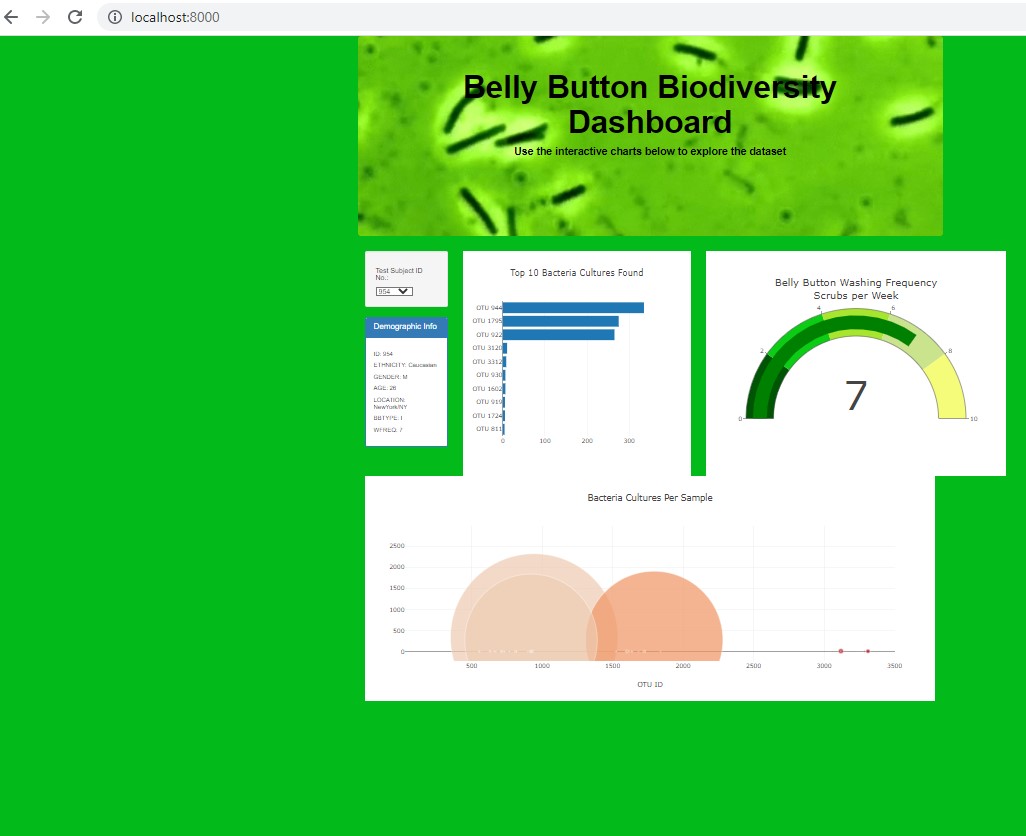 localhost:8000
Belly Button Biodiversity
Dashboard
Use the interactive charts below to explore the dataset
Test Subject ID
No.:
954
Demographic Info
ID: 954
ETHNICITY: Caucasian
GENDER: M
AGE: 28
LOCATION:
NewYork/NY
BBTYPE: I
WFREQ: 7
Top 10 Bacteria Cultures Found
OTU 944
OTU 1795
OTU 922
OTU 3120
OTU 3312
OTU 930
OTU 1602
OTU 919
OTU 1724
OTU 811
0 100 200 300
Belly Button Washing Frequency
Scrubs per Week
0 2 4 6 8 10
7
Bacteria Cultures Per Sample
2500
2000
1500
1000
500
0
500 1000 1500 2000 2500 3000 3500
OTU ID